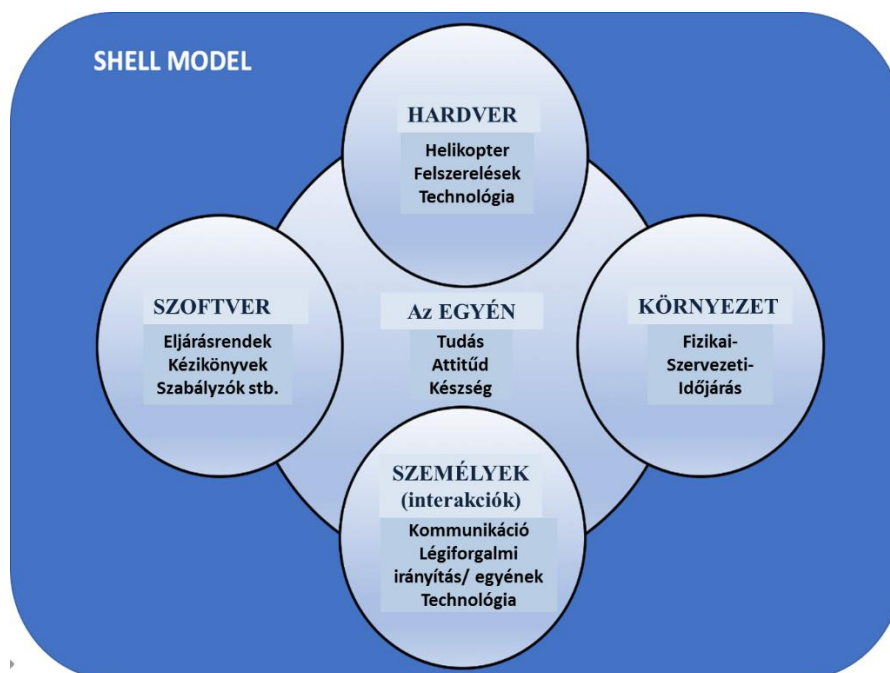 SHELL MODEL
HARDVER
Helikopter
Felszerelések
Technológia
SZOFTVER
Eljárásrendek
Kézikönyvek
Szabályzók stb.
Az EGYÉN
Tudás
Attitűd
Készség
KÖRNYEZET
Fizikai-
Szervezeti-
Időjárás
SZEMÉLYEK
(interakciók)
Kommunikáció
Légiforgalmi
irányítás/ egyének
Technológia